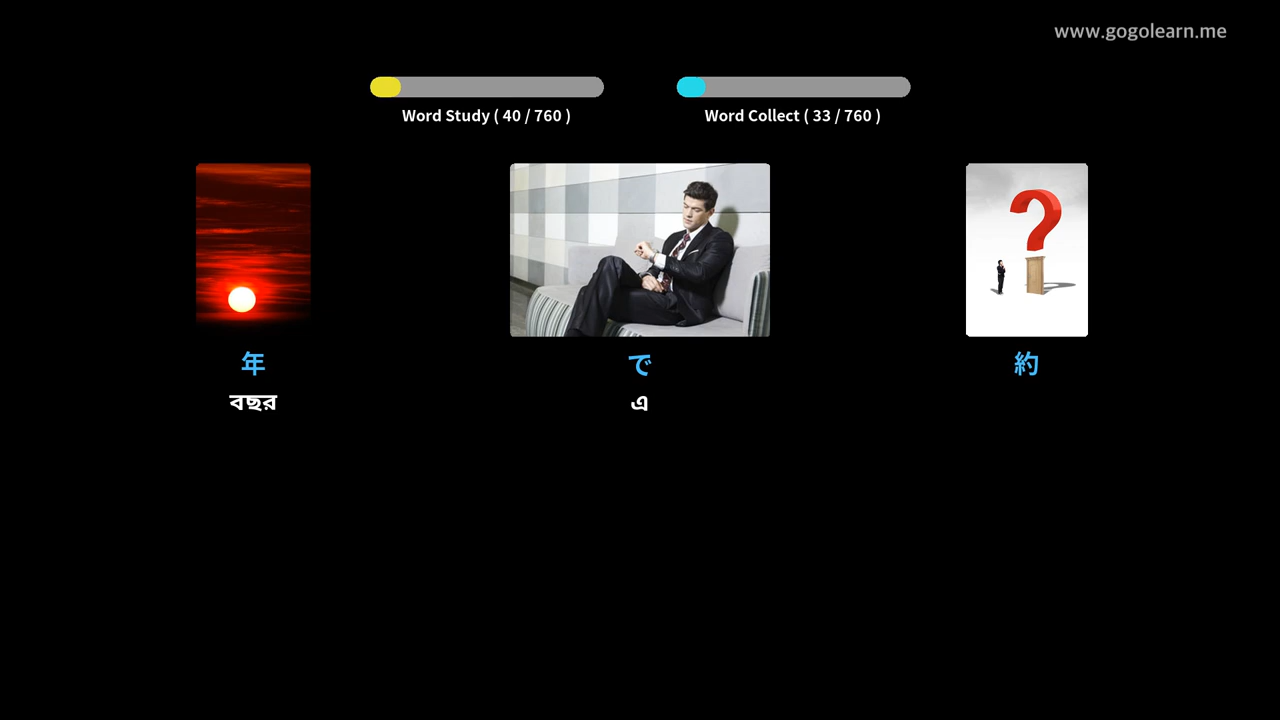 www.gogolearn.me
Word Study ( 40 / 760 )
Word Collect ( 33 / 760 )
年
で
約
বছর
এ